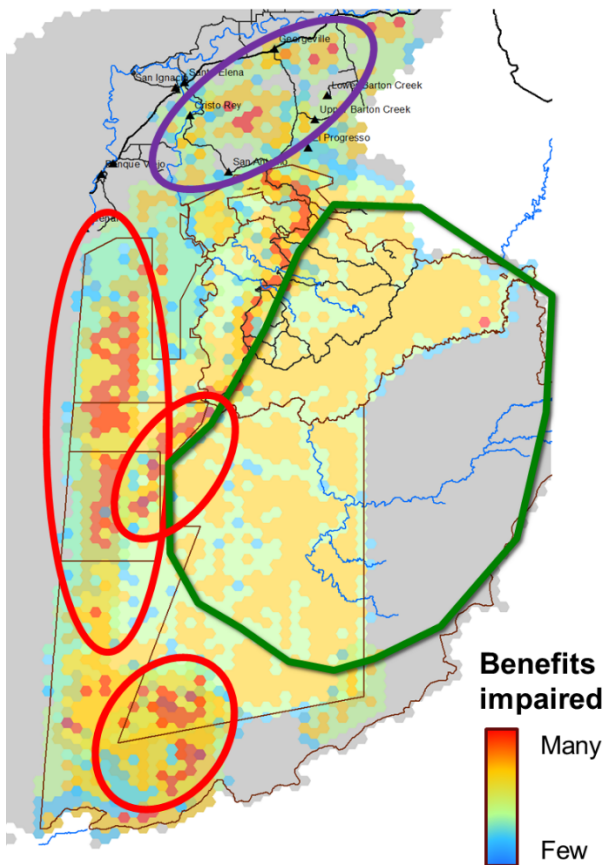 Georgeville
San Ignacio
Santa Elena
Lower Barton Creek
Cristo Rey
Upper Barton Creek
El Progresso
San Antonio
Benque Viejo
Benefits
impaired
Many
Few